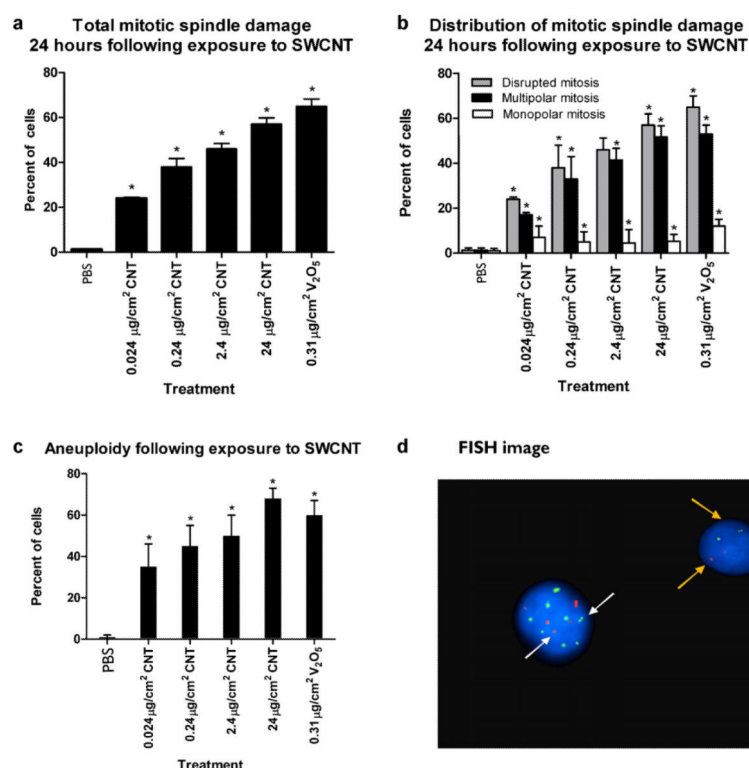 a
Total mitotic spindle damage
24 hours following exposure to SWCNT
Percent of cells
80
60
40
20
0
*
*
*
*
*
PBS
0.024 µg/cm² CNT
0.24 µg/cm² CNT
2.4 µg/cm² CNT
24 µg/cm² CNT
0.31µg/cm² V₂O₅
Treatment
b
Distribution of mitotic spindle damage
24 hours following exposure to SWCNT
Percent of cells
80
60
40
20
0
Disrupted mitosis
Multipolar mitosis
Monopolar mitosis
*
*
*
*
*
*
*
*
*
*
*
*
*
*
PBS
0.024 µg/cm² CNT
0.24 µg/cm² CNT
2.4 µg/cm² CNT
24 µg/cm² CNT
0.31 µg/cm² V₂O₅
Treatment
c
Aneuploidy following exposure to SWCNT
Percent of cells
80
60
40
20
0
*
*
*
*
*
PBS
0.024 µg/cm² CNT
0.24 µg/cm² CNT
2.4 µg/cm² CNT
24 µg/cm² CNT
0.31 µg/cm² V₂O₅
Treatment
d
FISH image